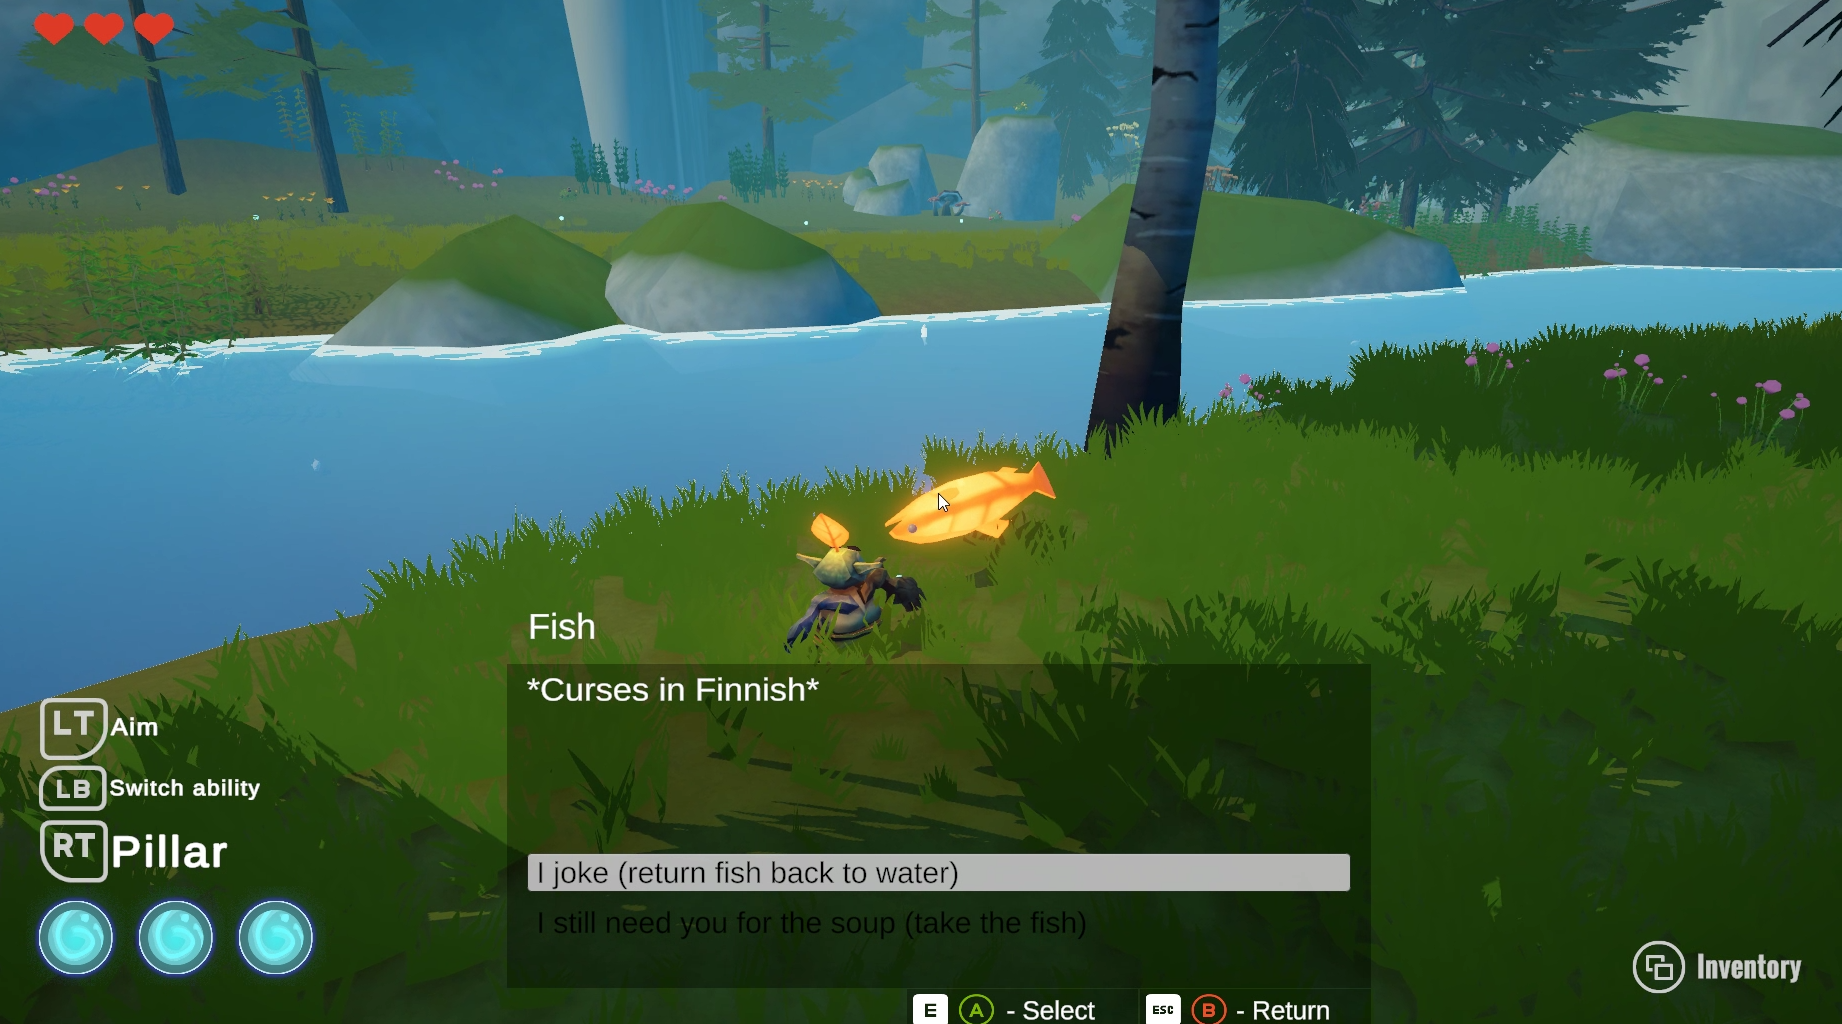 Fish
*Curses in Finnish*
LT Aim
LB Switch ability
RT Pillar
I joke (return fish back to water)
I still need you for the soup (take the fish)
Inventory
E A - Select ESC B - Return